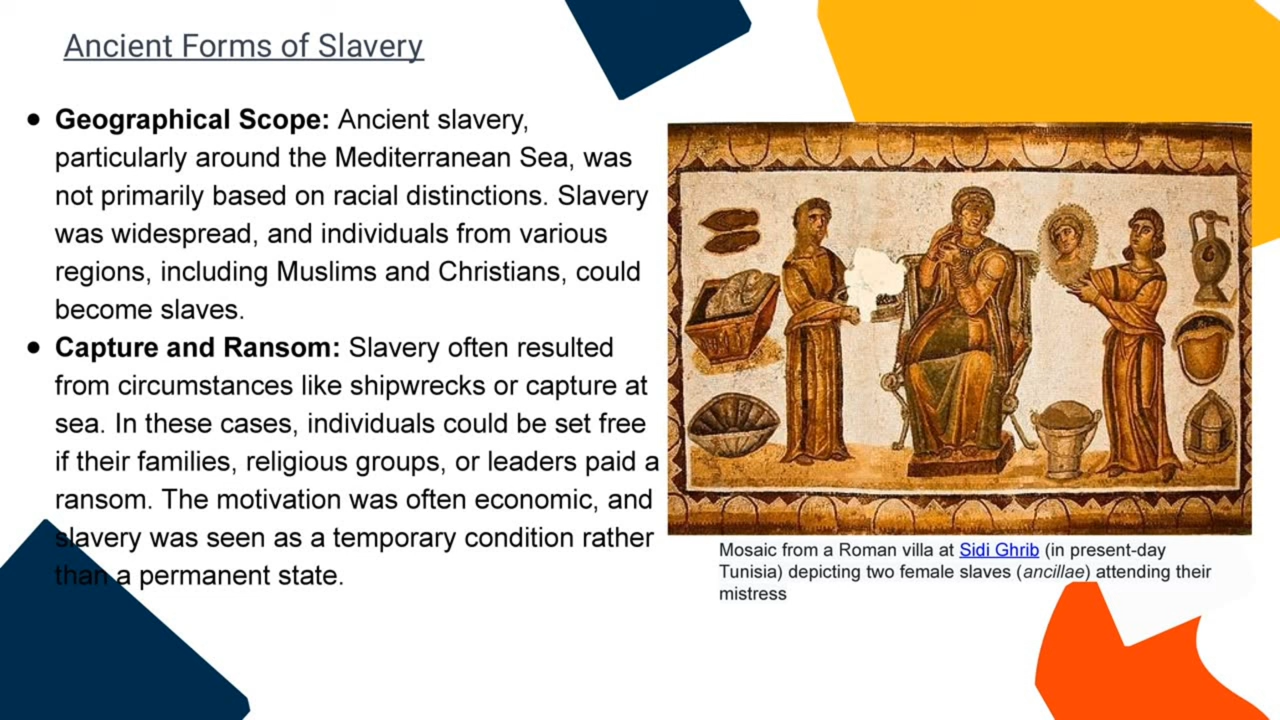 Ancient Forms of Slavery
● Geographical Scope: Ancient slavery,
particularly around the Mediterranean Sea, was
not primarily based on racial distinctions. Slavery
was widespread, and individuals from various
regions, including Muslims and Christians, could
become slaves.
● Capture and Ransom: Slavery often resulted
from circumstances like shipwrecks or capture at
sea. In these cases, individuals could be set free
if their families, religious groups, or leaders paid a
ransom. The motivation was often economic, and
slavery was seen as a temporary condition rather
than a permanent state.
Mosaic from a Roman villa at Sidi Ghrib (in present-day
Tunisia) depicting two female slaves (ancillae) attending their
mistress